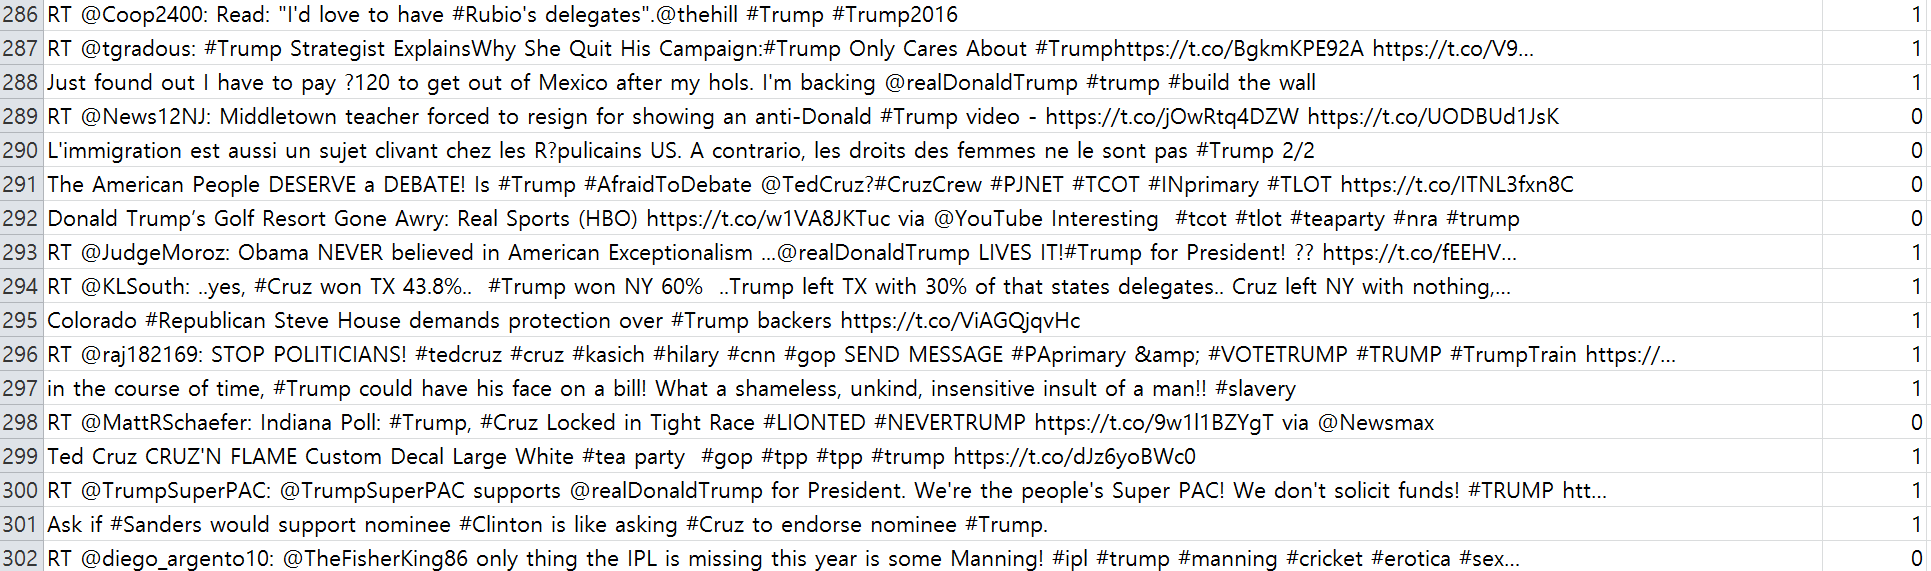 286 RT @Coop2400: Read: "I'd love to have #Rubio's delegates".@thehill #Trump #Trump2016 1
287 RT @tgradous: #Trump Strategist ExplainsWhy She Quit His Campaign:#Trump Only Cares About #Trumphttps://t.co/BgkmKPE92A https://t.co/V9... 1
288 Just found out I have to pay ?120 to get out of Mexico after my hols. I'm backing @realDonaldTrump #trump #build the wall 1
289 RT @News12NJ: Middletown teacher forced to resign for showing an anti-Donald #Trump video - https://t.co/jOwRtq4DZW https://t.co/UODBUd1JsK 0
290 L'immigration est aussi un sujet clivant chez les R?pulicains US. A contrario, les droits des femmes ne le sont pas #Trump 2/2 0
291 The American People DESERVE a DEBATE! Is #Trump #AfraidToDebate @TedCruz?#CruzCrew #PJNET #TCOT #INprimary #TLOT https://t.co/ITNL3fxn8C 0
292 Donald Trump’s Golf Resort Gone Awry: Real Sports (HBO) https://t.co/w1VA8JKTuc via @YouTube Interesting  #tcot #tlot #teaparty #nra #trump 0
293 RT @JudgeMoroz: Obama NEVER believed in American Exceptionalism ...@realDonaldTrump LIVES IT!#Trump for President! ?? https://t.co/fEEHV... 1
294 RT @KLSouth: ..yes, #Cruz won TX 43.8%..  #Trump won NY 60%  ..Trump left TX with 30% of that states delegates.. Cruz left NY with nothing,... 1
295 Colorado #Republican Steve House demands protection over #Trump backers https://t.co/ViAGQjqvHc 1
296 RT @raj182169: STOP POLITICIANS! #tedcruz #cruz #kasich #hilary #cnn #gop SEND MESSAGE #PAprimary &amp; #VOTETRUMP #TRUMP #TrumpTrain https://... 1
297 in the course of time, #Trump could have his face on a bill! What a shameless, unkind, insensitive insult of a man!! #slavery 1
298 RT @MattRSchaefer: Indiana Poll: #Trump, #Cruz Locked in Tight Race #LIONTED #NEVERTRUMP https://t.co/9w1l1BZYgT via @Newsmax 0
299 Ted Cruz CRUZ'N FLAME Custom Decal Large White #tea party  #gop #tpp #tpp #trump https://t.co/dJz6yoBWc0 1
300 RT @TrumpSuperPAC: @TrumpSuperPAC supports @realDonaldTrump for President. We're the people's Super PAC! We don't solicit funds! #TRUMP htt... 1
301 Ask if #Sanders would support nominee #Clinton is like asking #Cruz to endorse nominee #Trump. 1
302 RT @diego_argento10: @TheFisherKing86 only thing the IPL is missing this year is some Manning! #ipl #trump #manning #cricket #erotica #sex... 0